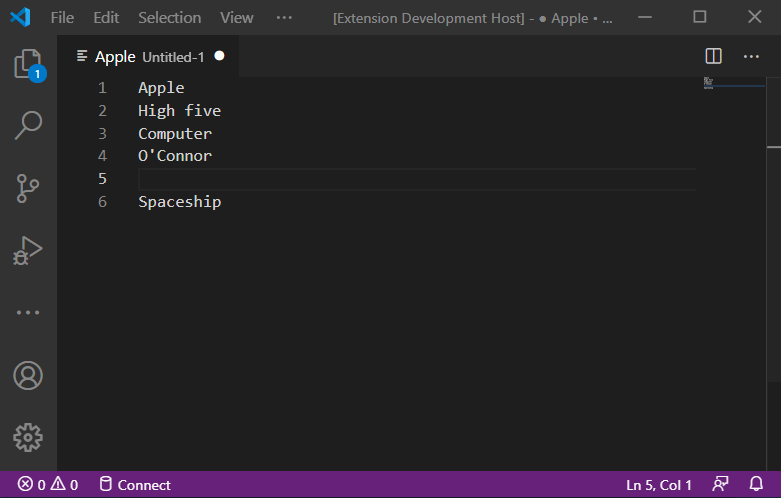 File Edit Selection View ··· [Extension Development Host] - ● Apple • ...
Apple Untitled-1 ●
1
1 Apple
2 High five
3 Computer
4 O'Connor
5
6 Spaceship
0 0 Connect Ln 5, Col 1